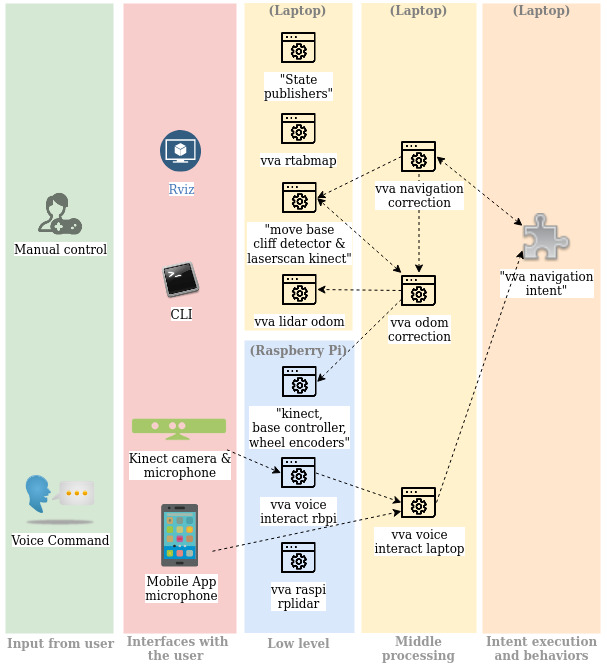 (Laptop)
(Laptop)
(Laptop)
"State
publishers"
vva rtabmap
Rviz
vva navigation
correction
Manual control
"move base
cliff detector &
laserscan kinect"
"vva navigation
intent"
CLI
vva lidar odom
vva odom
correction
(Raspberry Pi)
"kinect,
base controller,
wheel encoders"
Kinect camera &
microphone
vva voice
interact rbpi
Voice Command
vva voice
interact laptop
Mobile App
microphone
vva raspi
rplidar
Input from user
Interfaces with
the user
Low level
Middle
processing
Intent execution
and behaviors